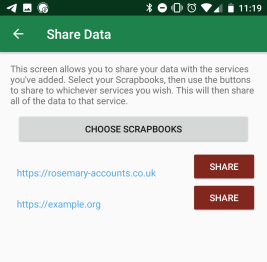 11:19
Share Data
This screen allows you to share your data with the services
you've added. Select your Scrapbooks, then use the buttons
to share to whichever services you wish. This will then share
all of the data to that service.
CHOOSE SCRAPBOOKS
https://rosemary-accounts.co.uk
SHARE
https://example.org
SHARE